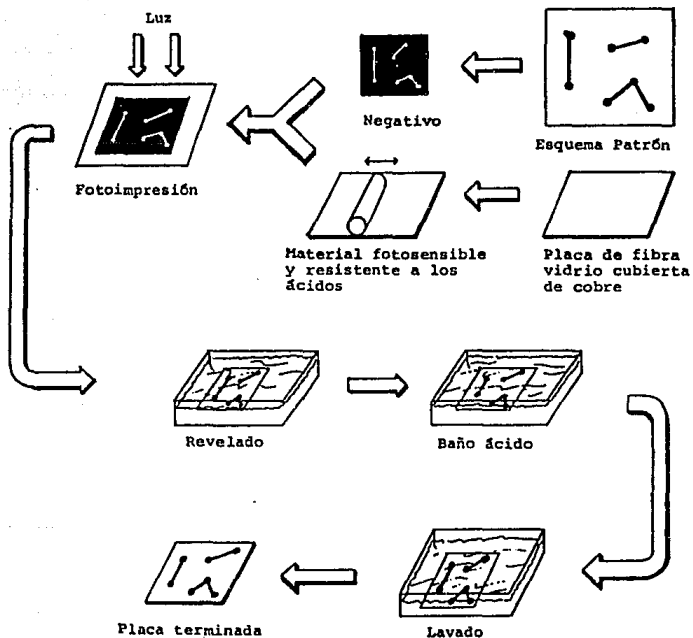 Luz
Negativo
Esquema Patrón
Fotoimpresión
Material fotosensible
y resistente a los
ácidos
Placa de fibra
vidrio cubierta
de cobre
Revelado
Baño ácido
Placa terminada
Lavado